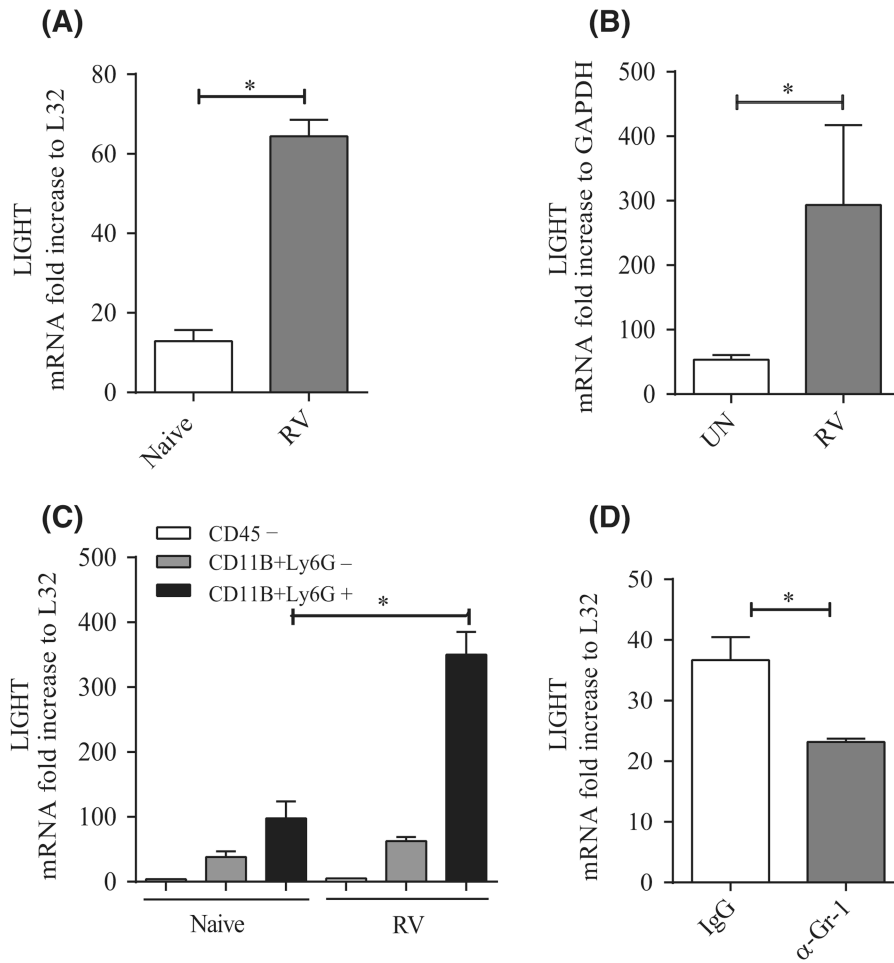 (A)
LIGHT
mRNA fold increase to L32
80
60
40
20
0
*
Naive
RV
(B)
LIGHT
mRNA fold increase to GAPDH
500
400
300
200
100
0
*
UN
RV
(C)
CD45 −
CD11B+Ly6G −
CD11B+Ly6G +
LIGHT
mRNA fold increase to L32
500
400
300
200
100
0
*
Naive
RV
(D)
LIGHT
mRNA fold increase to L32
50
40
30
20
10
0
*
IgG
α-Gr-1